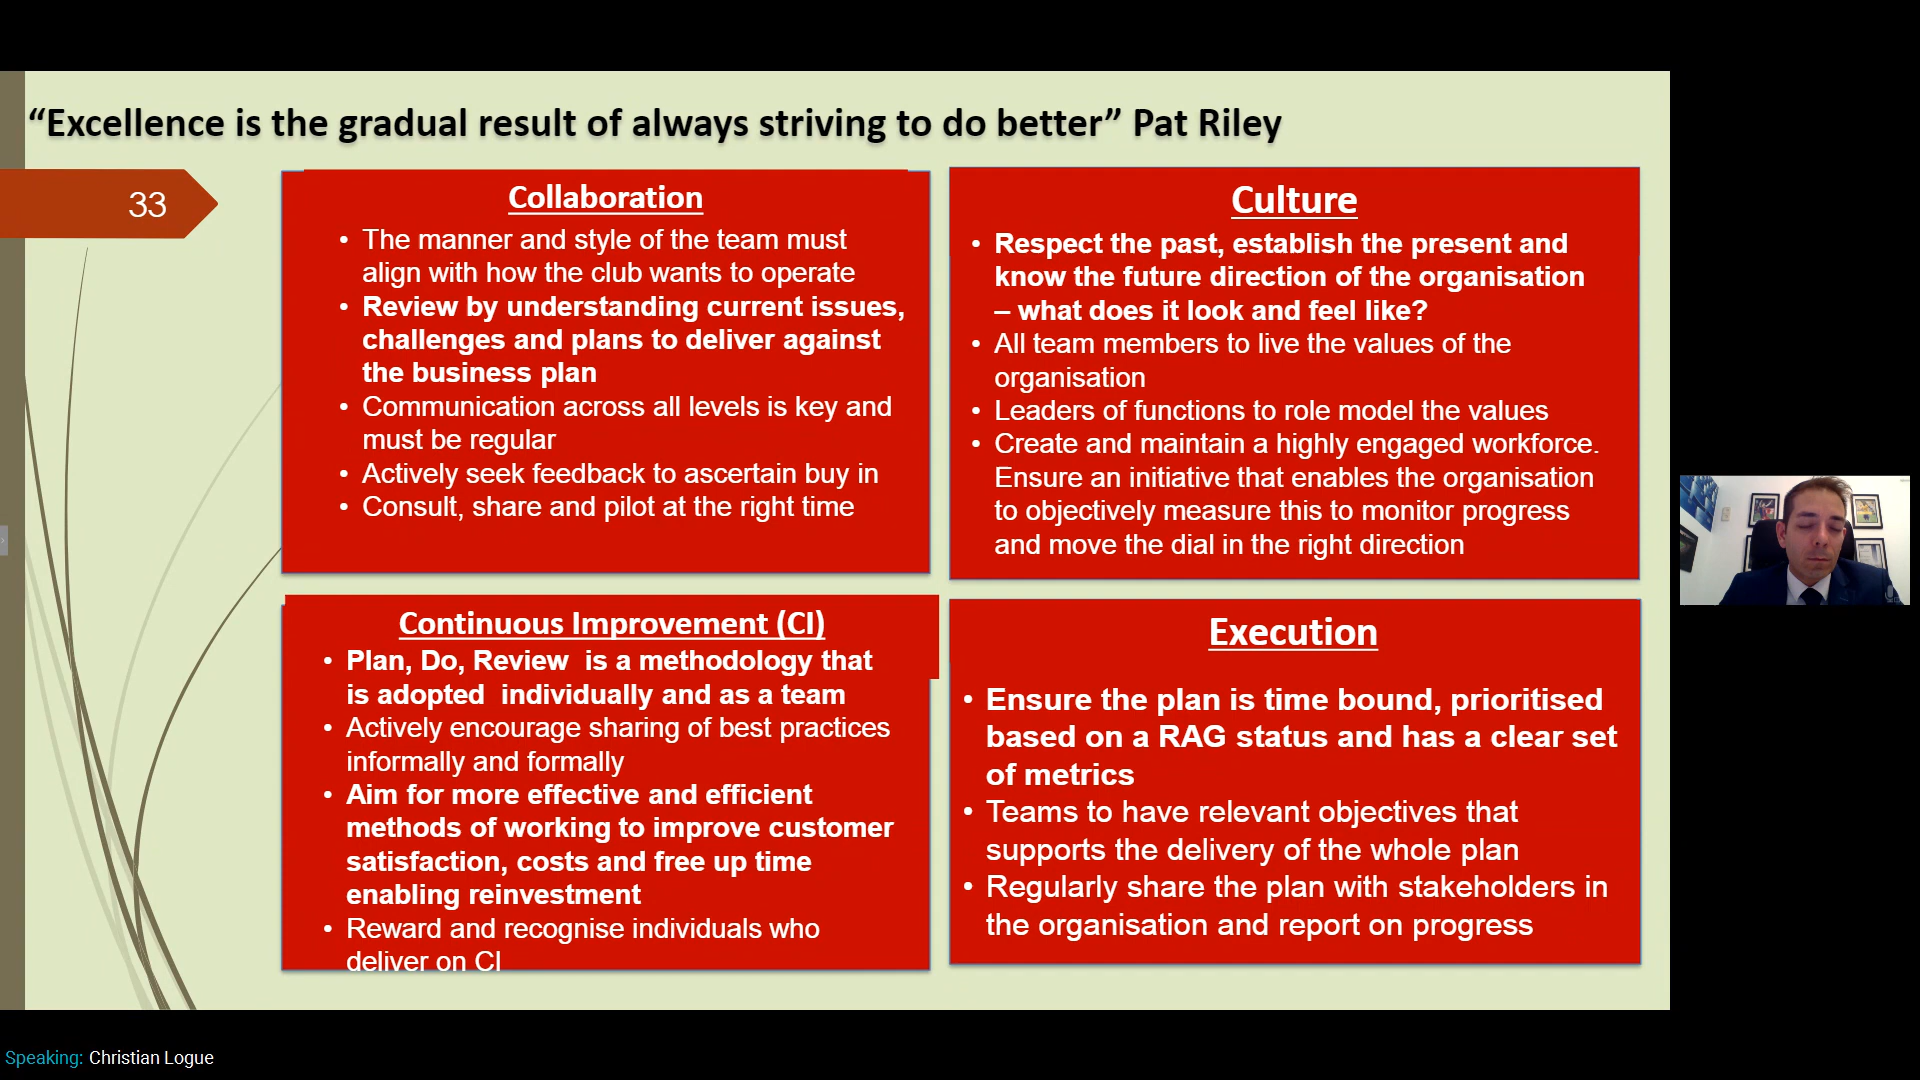 “Excellence is the gradual result of always striving to do better” Pat Riley
33
Collaboration
• The manner and style of the team must
align with how the club wants to operate
• Review by understanding current issues,
challenges and plans to deliver against
the business plan
• Communication across all levels is key and
must be regular
• Actively seek feedback to ascertain buy in
• Consult, share and pilot at the right time
Culture
• Respect the past, establish the present and
know the future direction of the organisation
– what does it look and feel like?
• All team members to live the values of the
organisation
• Leaders of functions to role model the values
• Create and maintain a highly engaged workforce.
Ensure an initiative that enables the organisation
to objectively measure this to monitor progress
and move the dial in the right direction
Continuous Improvement (CI)
• Plan, Do, Review  is a methodology that
is adopted  individually and as a team
• Actively encourage sharing of best practices
informally and formally
• Aim for more effective and efficient
methods of working to improve customer
satisfaction, costs and free up time
enabling reinvestment
• Reward and recognise individuals who
deliver on CI
Execution
• Ensure the plan is time bound, prioritised
based on a RAG status and has a clear set
of metrics
• Teams to have relevant objectives that
supports the delivery of the whole plan
• Regularly share the plan with stakeholders in
the organisation and report on progress
Speaking: Christian Logue